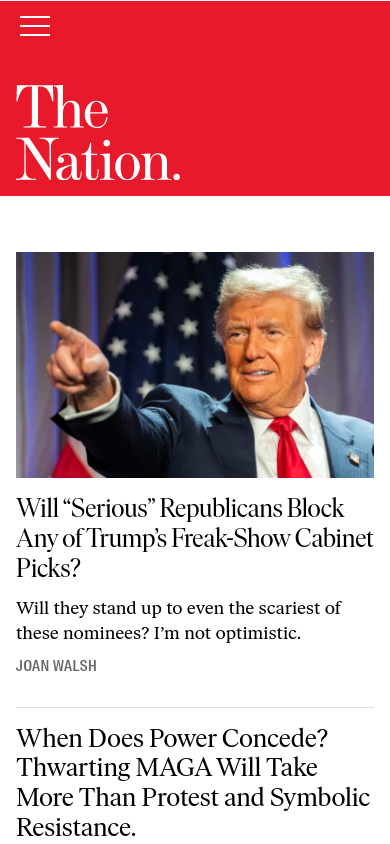 The
Nation.
Will “Serious” Republicans Block
Any of Trump’s Freak-Show Cabinet
Picks?
Will they stand up to even the scariest of
these nominees? I’m not optimistic.
JOAN WALSH
When Does Power Concede?
Thwarting MAGA Will Take
More Than Protest and Symbolic
Resistance.